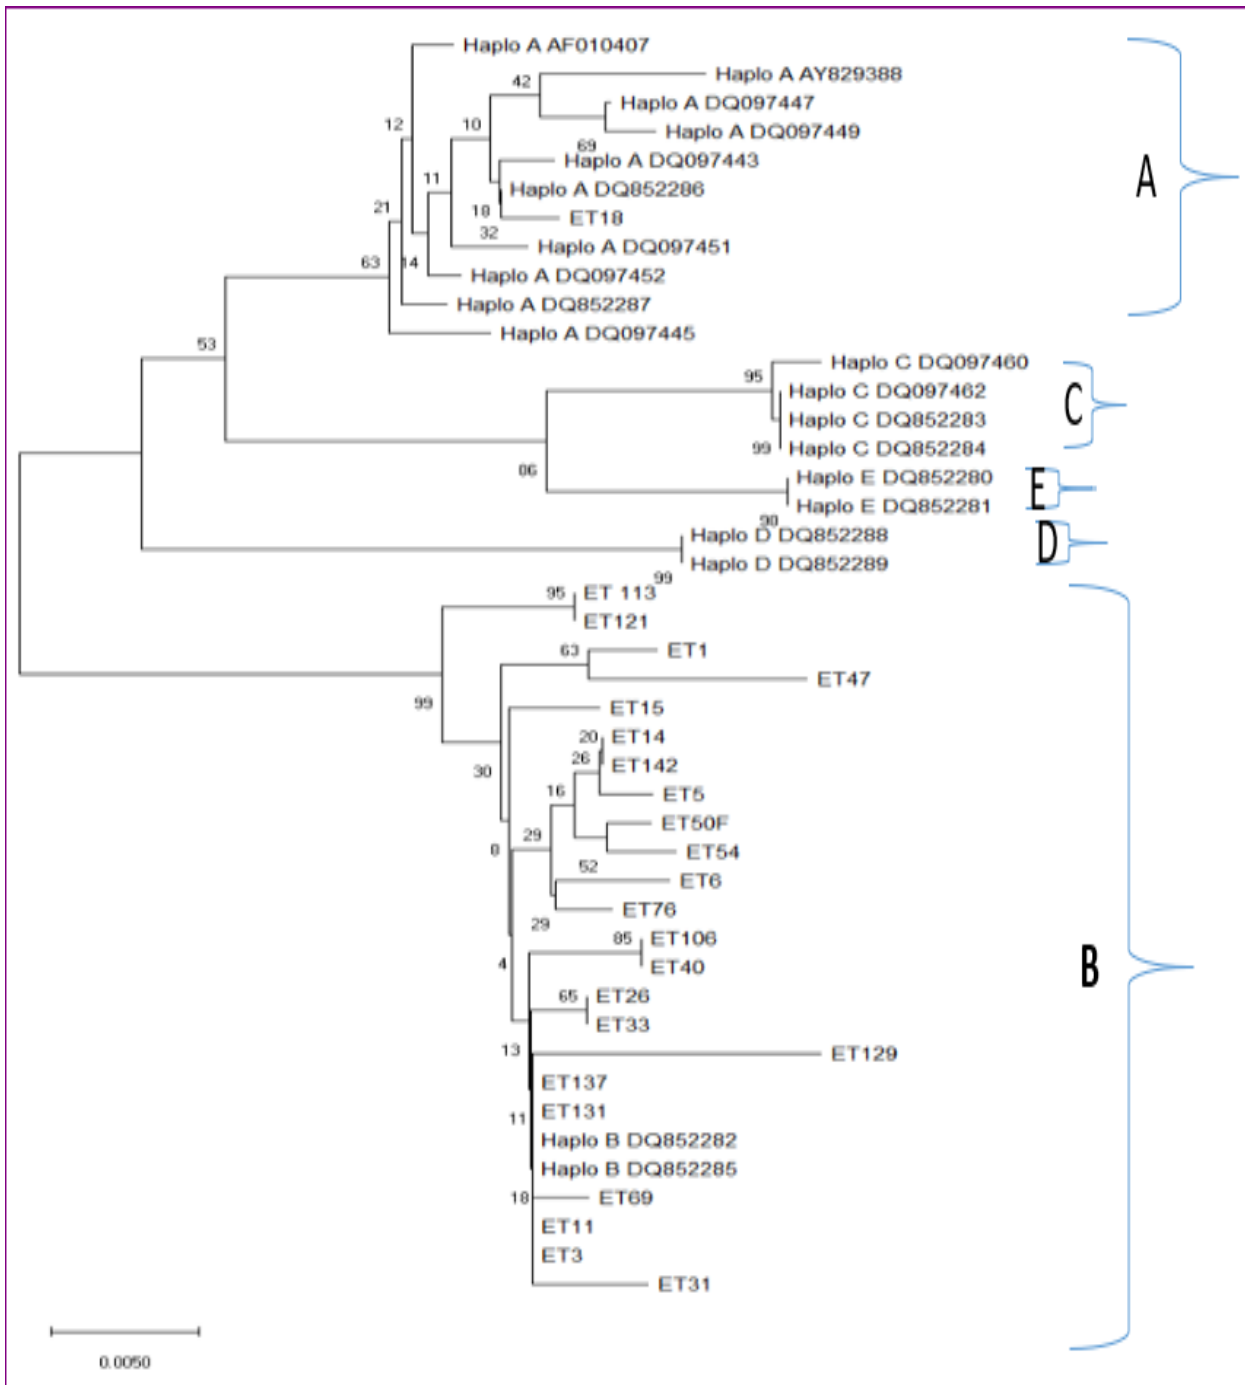 Haplo A AF010407
42
Haplo A AY829388
Haplo A DQ097447
12
10
Haplo A DQ097449
69
Haplo A DQ097443
11
Haplo A DQ852286
21
18
ET18
32
Haplo A DQ097451
63
14
Haplo A DQ097452
Haplo A DQ852287
Haplo A DQ097445
A
53
Haplo C DQ097460
95
Haplo C DQ097462
Haplo C DQ852283
99
Haplo C DQ852284
C
86
Haplo E DQ852280
Haplo E DQ852281
E
98
Haplo D DQ852288
Haplo D DQ852289
D
99
95
ET 113
ET121
63
ET1
ET47
99
ET15
20
ET14
26
ET142
30
16
ET5
ET50F
29
8
ET54
52
ET6
ET76
29
85
ET106
4
ET40
B
65
ET26
ET33
13
ET129
ET137
11
ET131
Haplo B DQ852282
Haplo B DQ852285
18
ET69
ET11
ET3
ET31
0.0050